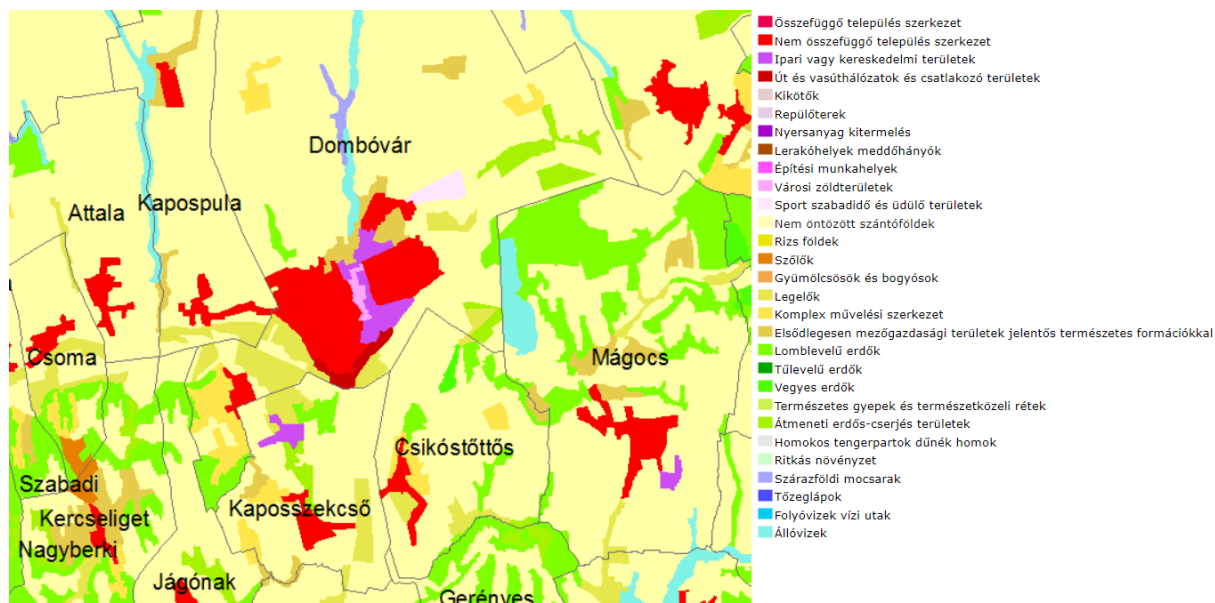 Dombóvár
Kapospula
Attala
Csoma
Mágocs
Csikóstőttős
Szabadi
Kaposszekcső
Kercseliget
Nagyberki
Jágónak
Gerényes
Összefüggő település szerkezet
Nem összefüggő település szerkezet
Ipari vagy kereskedelmi területek
Út és vasúthálózatok és csatlakozó területek
Kikötők
Repülőterek
Nyersanyag kitermelés
Lerakóhelyek meddőhányók
Építési munkahelyek
Városi zöldterületek
Sport szabadidő és üdülő területek
Nem öntözött szántóföldek
Rizs földek
Szőlők
Gyümölcsösök és bogyósok
Legelők
Komplex művelési szerkezet
Elsődlegesen mezőgazdasági területek jelentős természetes formációkkal
Lomblevelű erdők
Tűlevelű erdők
Vegyes erdők
Természetes gyepek és természetközeli rétek
Átmeneti erdős-cserjés területek
Homokos tengerpartok dűnék homok
Ritkás növényzet
Szárazföldi mocsarak
Tőzeglápok
Folyóvizek vízi utak
Állóvizek